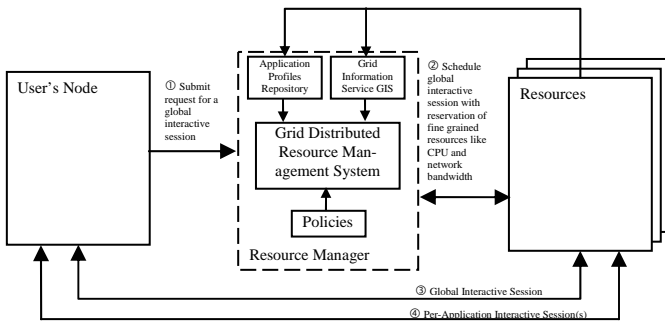 User's Node
① Submit
request for a
global
interactive
session
Application
Profiles
Repository
Grid
Information
Service GIS
Grid Distributed
Resource Man-
agement System
Policies
Resource Manager
② Schedule
global
interactive
session with
reservation of
fine grained
resources like
CPU and
network
bandwidth
Resources
③ Global Interactive Session
④ Per-Application Interactive Session(s)